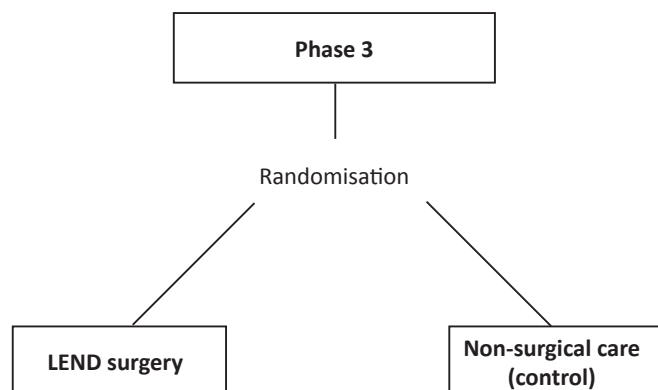 Phase 3
Randomisation
LEND surgery
Non-surgical care
(control)